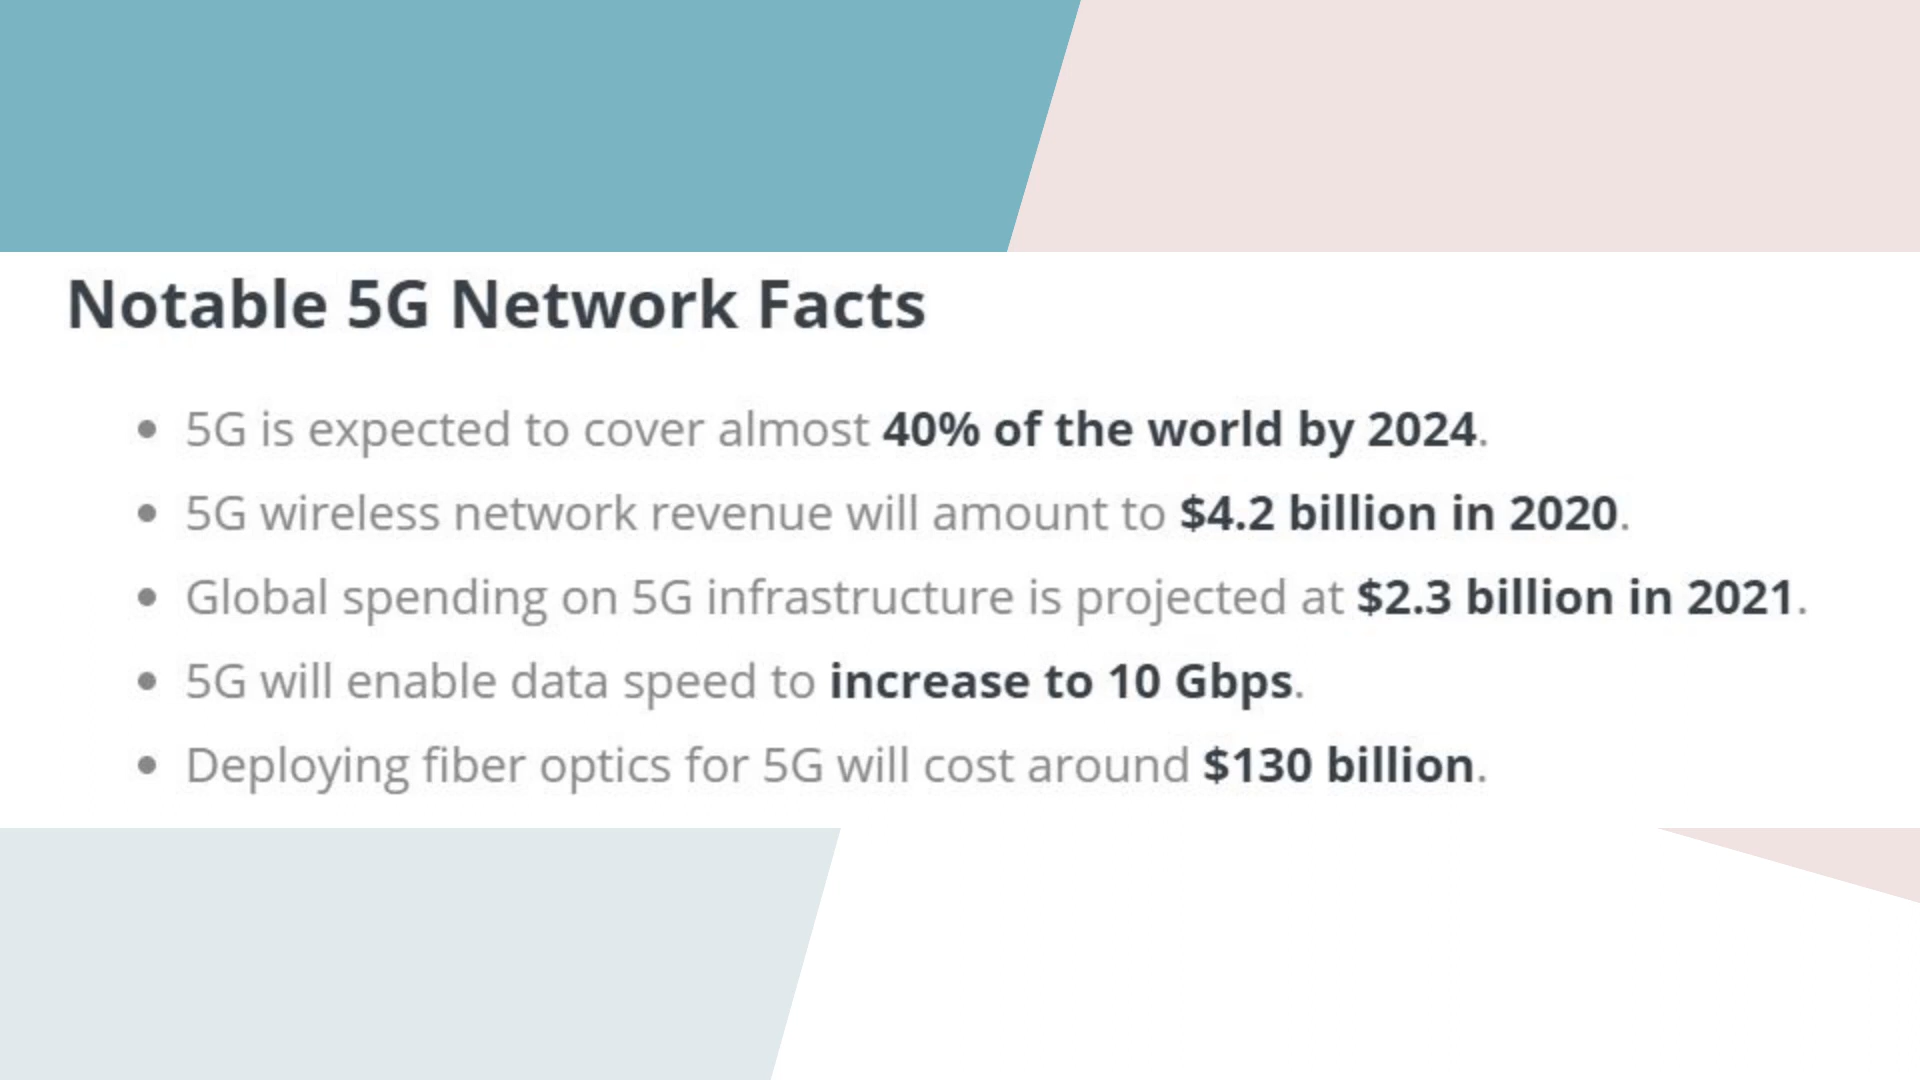 Notable 5G Network Facts
5G is expected to cover almost 40% of the world by 2024.
5G wireless network revenue will amount to $4.2 billion in 2020.
Global spending on 5G infrastructure is projected at $2.3 billion in 2021.
5G will enable data speed to increase to 10 Gbps.
Deploying fiber optics for 5G will cost around $130 billion.